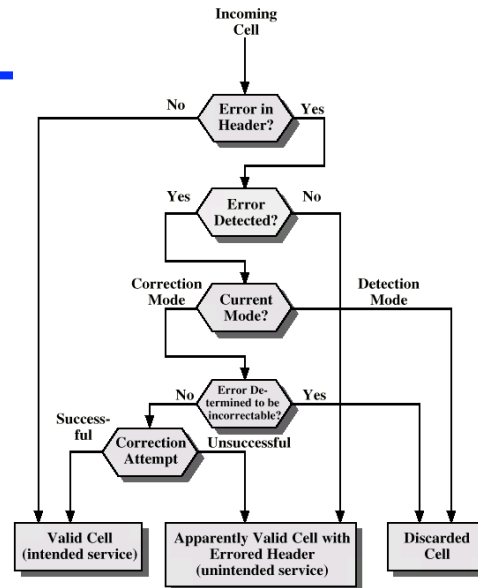 Incoming
Cell
No
Error in
Header?
Yes
Yes
Error
Detected?
No
Correction
Mode
Current
Mode?
Detection
Mode
No
Error De-
termined to be
incorrectable?
Yes
Success-
ful
Correction
Attempt
Unsuccessful
Valid Cell
(intended service)
Apparently Valid Cell with
Errored Header
(unintended service)
Discarded
Cell